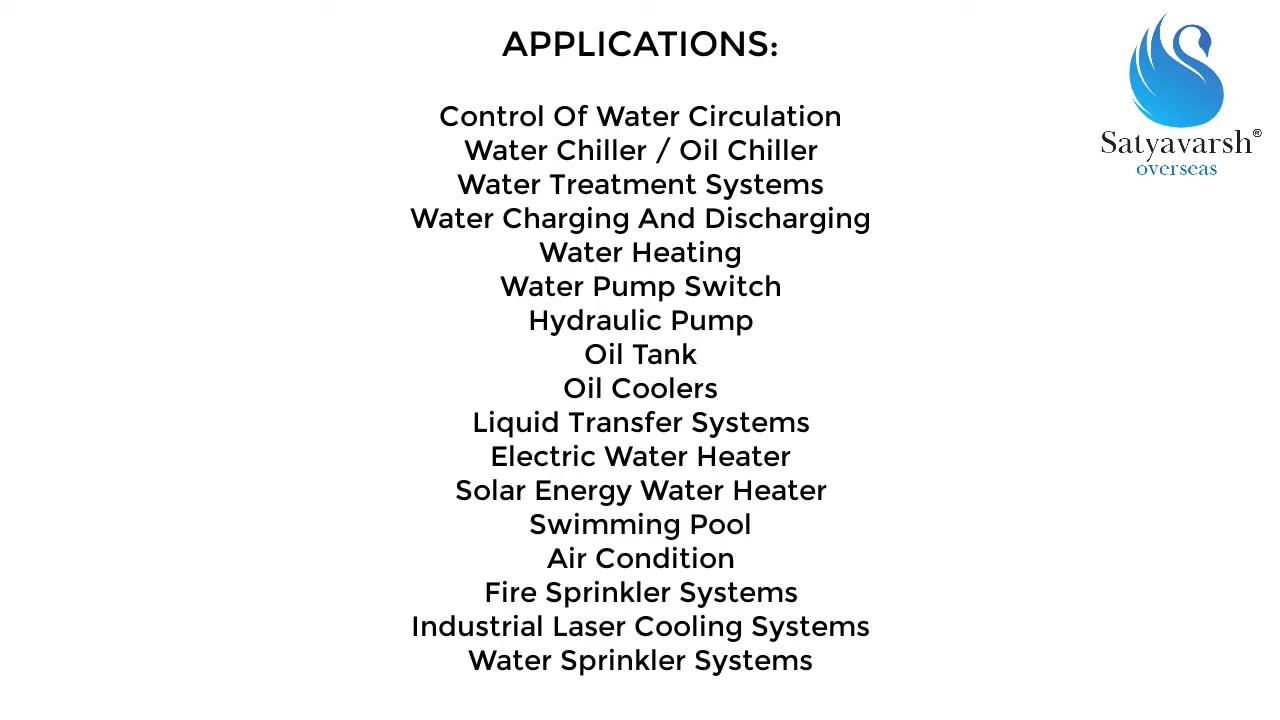 APPLICATIONS:
Control Of Water Circulation
Water Chiller / Oil Chiller
Water Treatment Systems
Water Charging And Discharging
Water Heating
Water Pump Switch
Hydraulic Pump
Oil Tank
Oil Coolers
Liquid Transfer Systems
Electric Water Heater
Solar Energy Water Heater
Swimming Pool
Air Condition
Fire Sprinkler Systems
Industrial Laser Cooling Systems
Water Sprinkler Systems
Satyavarsh®
overseas